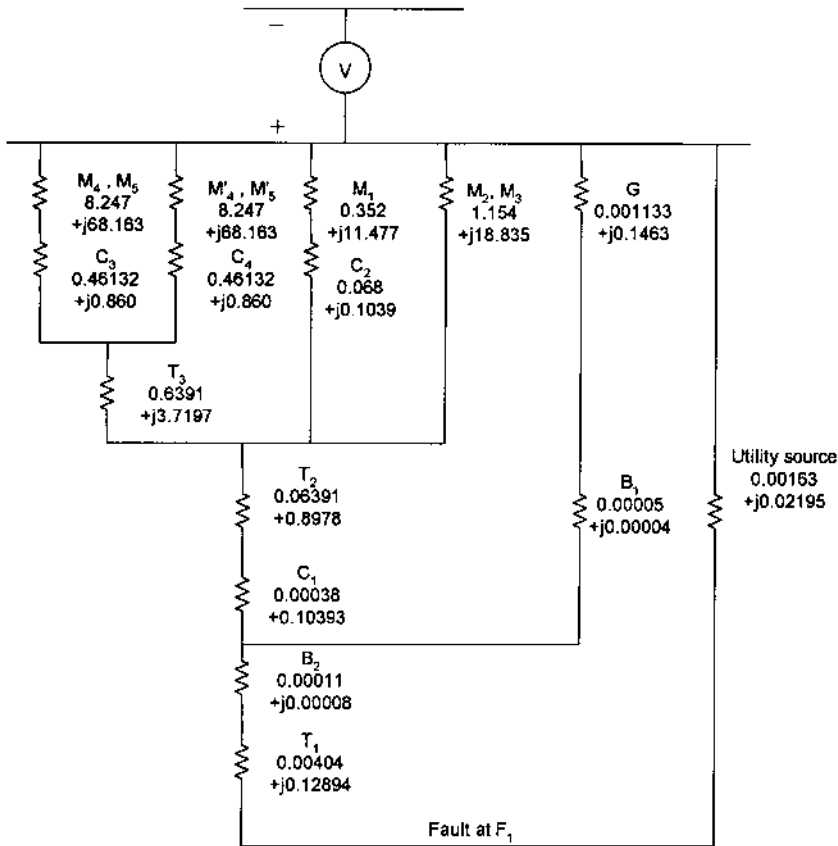 −
V
+
M₄ , M₅
8.247
+j68.163
M'₄ , M'₅
8.247
+j68.163
M₁
0.352
+j11.477
M₂, M₃
1.154
+j18.835
G
0.001133
+j0.1463
C₃
0.46132
+j0.860
C₄
0.46132
+j0.860
C₂
0.068
+j0.1039
T₃
0.6391
+j3.7197
T₂
0.06391
+0.8978
B₁
0.00005
+j0.00004
Utility source
0.00163
+j0.02195
C₁
0.00038
+0.10393
B₂
0.00011
+j0.00008
T₁
0.00404
+j0.12894
Fault at F₁